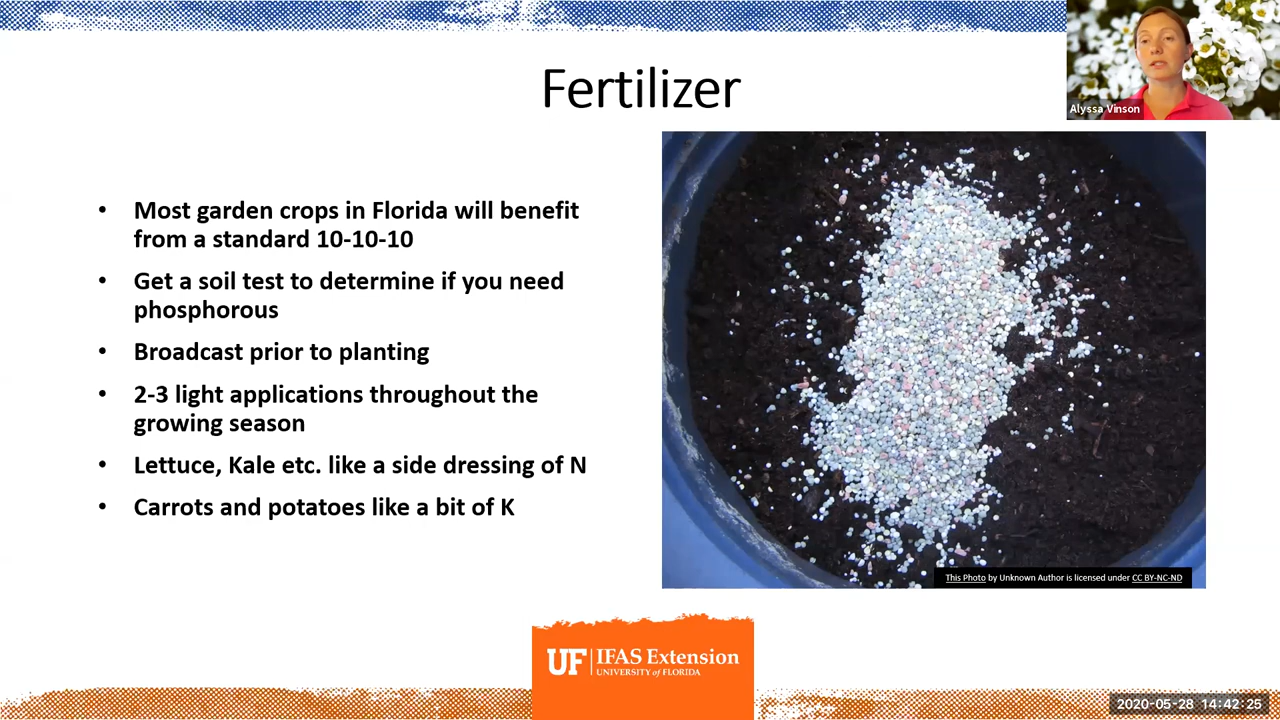 Alyssa Vinson
Fertilizer
• Most garden crops in Florida will benefit
from a standard 10-10-10
• Get a soil test to determine if you need
phosphorous
• Broadcast prior to planting
• 2-3 light applications throughout the
growing season
• Lettuce, Kale etc. like a side dressing of N
• Carrots and potatoes like a bit of K
This Photo by Unknown Author is licensed under CC BY-NC-ND
UF IFAS Extension
UNIVERSITY of FLORIDA
2020-05-28 14:42:25